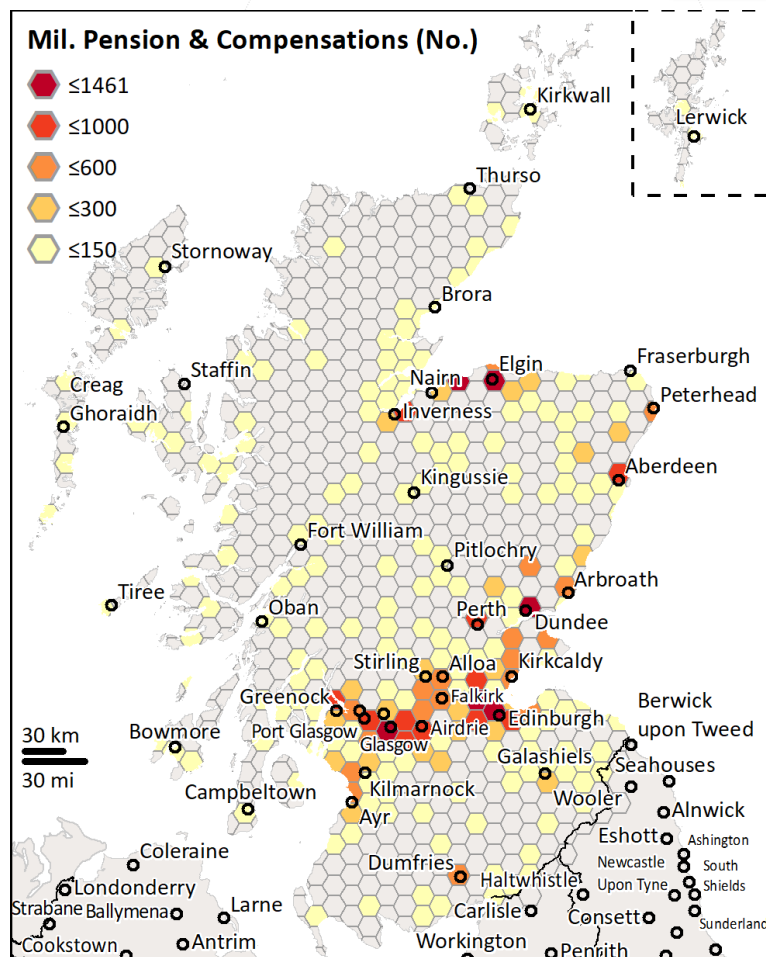 Mil. Pension & Compensations (No.)
≤1461
≤1000
≤600
≤300
≤150
Kirkwall
Lerwick
Thurso
Stornoway
Brora
Staffin
Elgin
Fraserburgh
Nairn
Creag
Ghoraidh
Peterhead
Inverness
Aberdeen
Kingussie
Fort William
Pitlochry
Arbroath
Tiree
Oban
Perth
Dundee
Stirling
Alloa
Kirkcaldy
Greenock
Falkirk
Berwick
upon Tweed
Port Glasgow
Edinburgh
Airdrie
Glasgow
Bowmore
30 km
30 mi
Galashiels
Seahouses
Campbeltown
Kilmarnock
Wooler
Alnwick
Ayr
Eshott
Ashington
Coleraine
Dumfries
Newcastle
Upon Tyne
South
Shields
Haltwhistle
Londonderry
Strabane
Ballymena
Larne
Carlisle
Consett
Sunderland
Cookstown
Antrim
Workington
Penrith